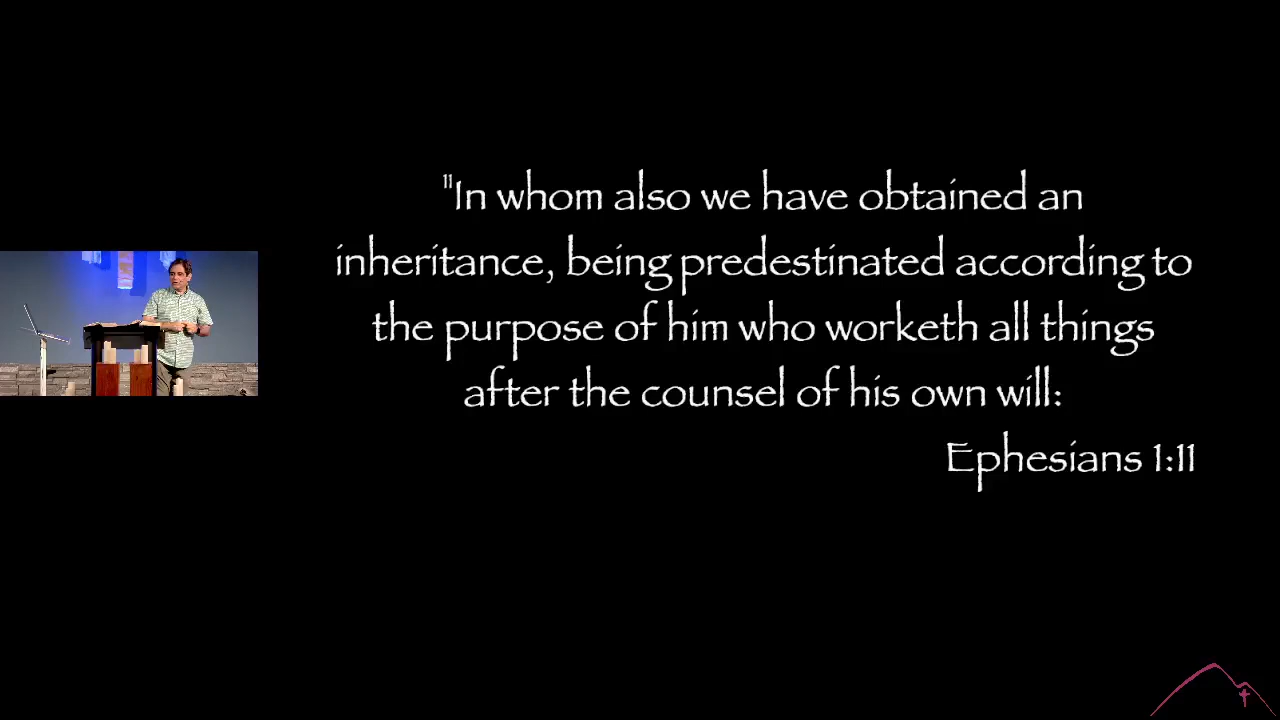 "In whom also we have obtained an
inheritance, being predestinated according to
the purpose of him who worketh all things
after the counsel of his own will:
Ephesians 1:11